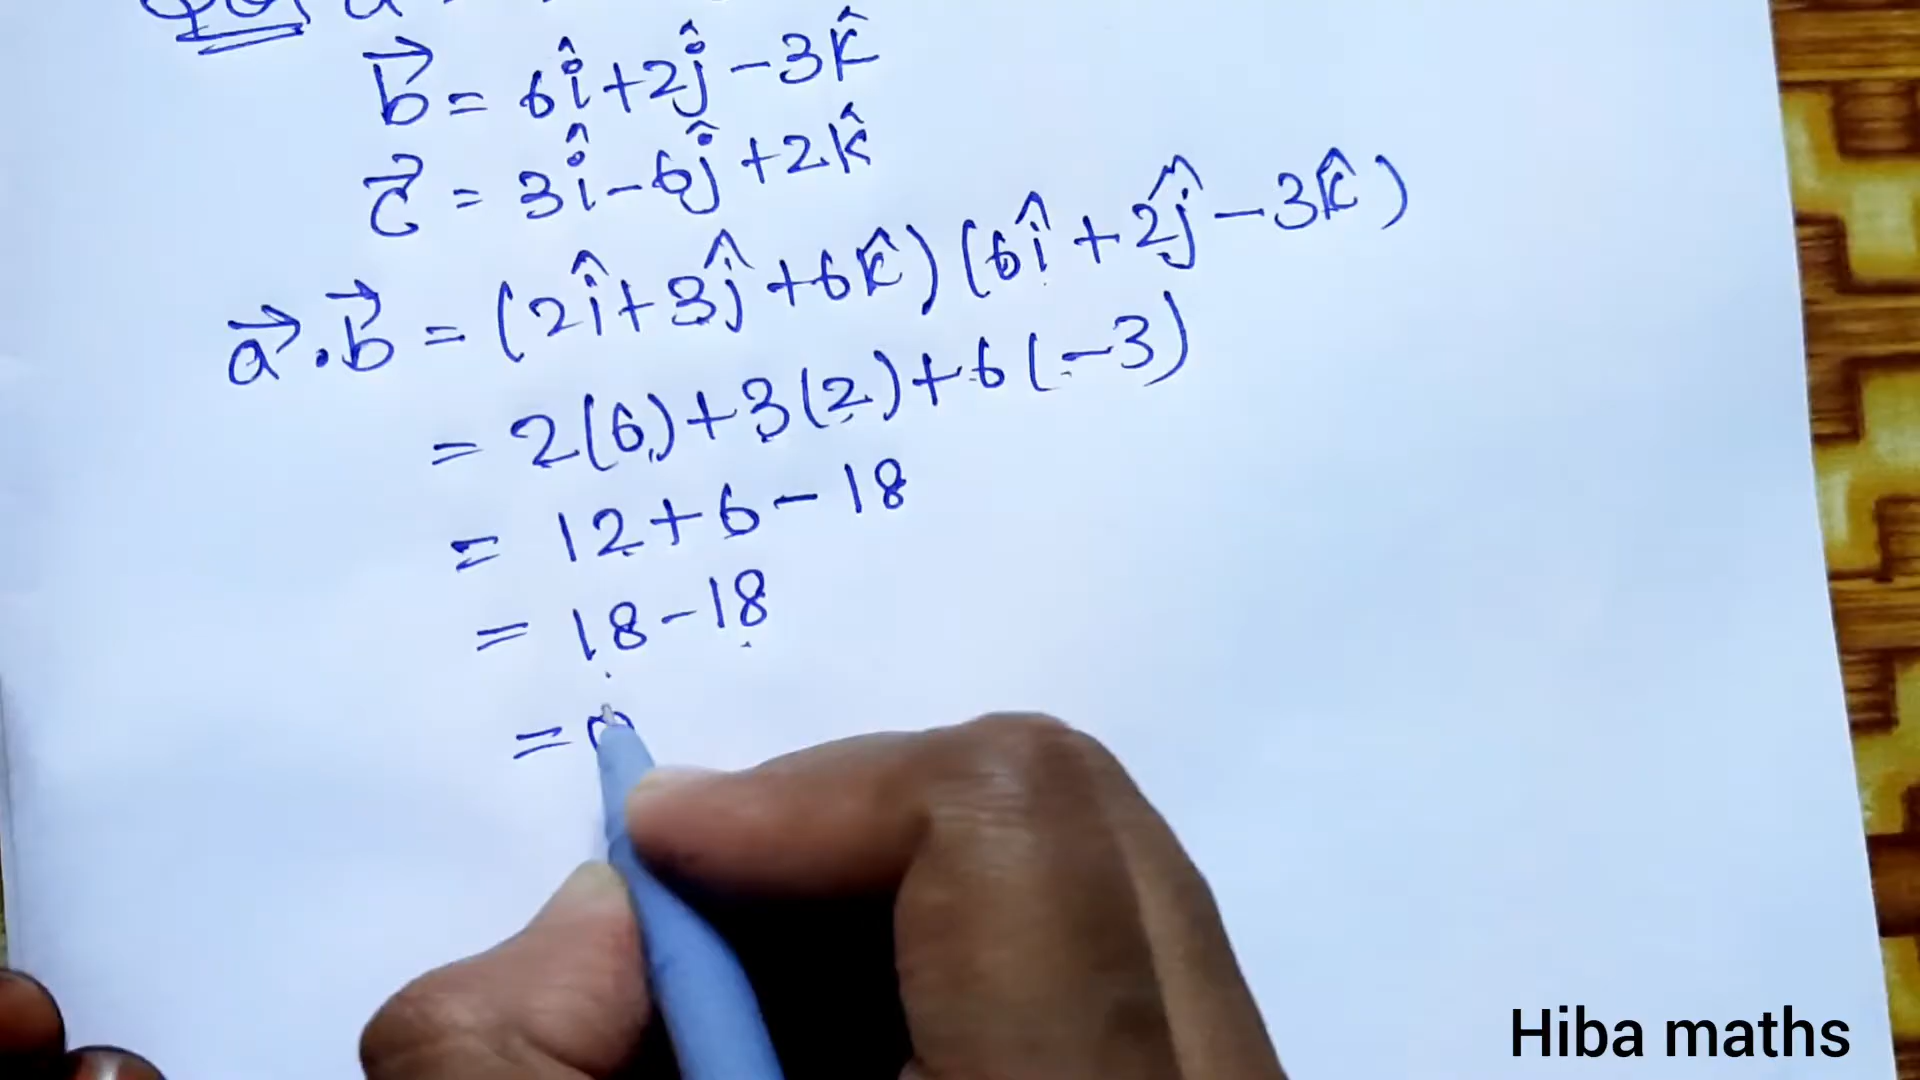 b⃗ = 6î+2ĵ-3k̂
c⃗ = 3î-6ĵ+2k̂
a⃗.b⃗ = (2î+3ĵ+6k̂)(6î+2ĵ-3k̂)
= 2(6)+3(2)+6(-3)
= 12+6-18
= 18-18
=
Hiba maths